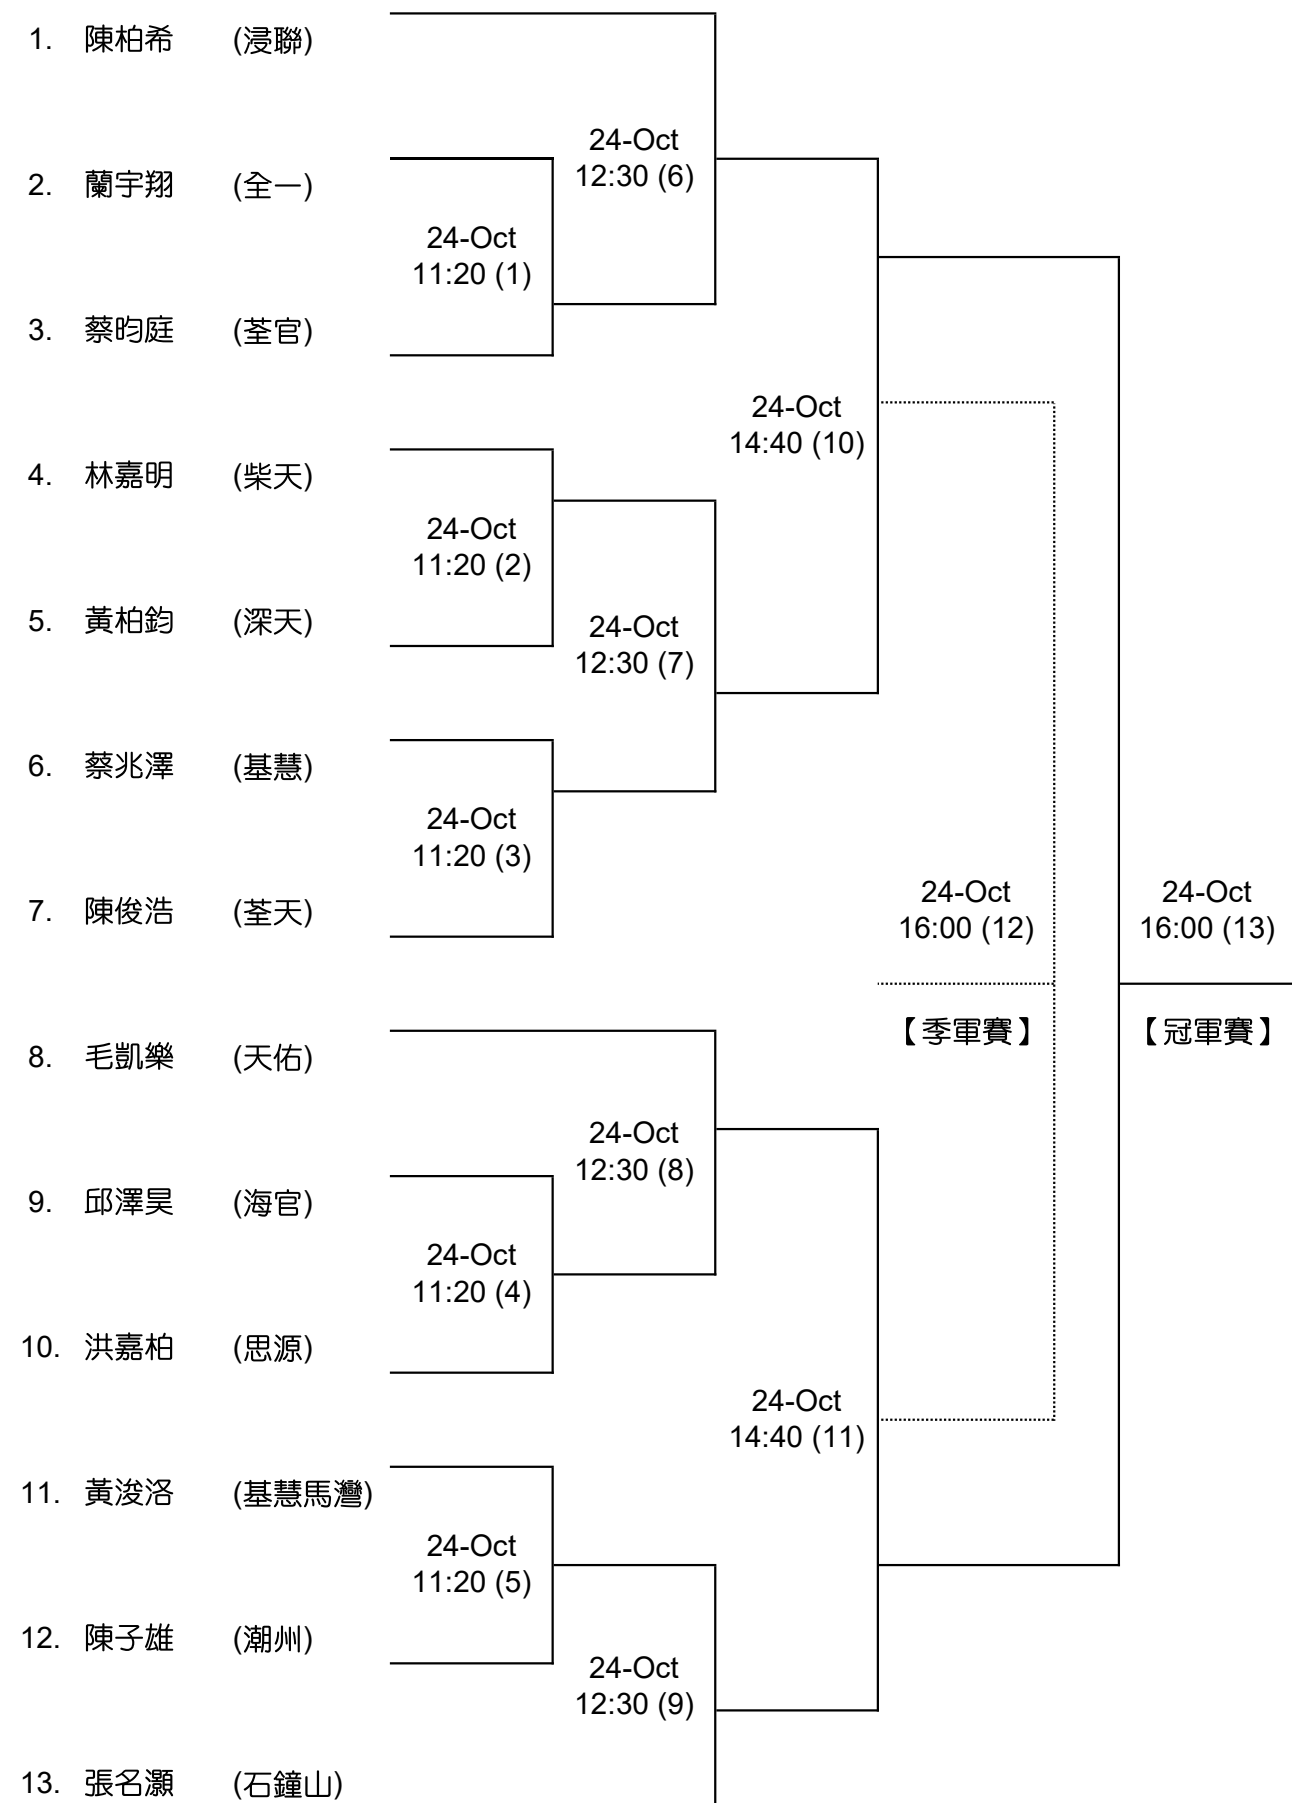 1. 陳柏希 (浸聯)
24-Oct
12:30 (6)
2. 蘭宇翔 (全一)
24-Oct
11:20 (1)
3. 蔡昀庭 (荃官)
24-Oct
14:40 (10)
4. 林嘉明 (柴天)
24-Oct
11:20 (2)
5. 黃柏鈞 (深天)
24-Oct
12:30 (7)
6. 蔡兆澤 (基慧)
24-Oct
11:20 (3)
7. 陳俊浩 (荃天)
24-Oct
16:00 (12)
【季軍賽】
24-Oct
16:00 (13)
【冠軍賽】
8. 毛凱樂 (天佑)
24-Oct
12:30 (8)
9. 邱澤昊 (海官)
24-Oct
11:20 (4)
10. 洪嘉柏 (思源)
24-Oct
14:40 (11)
11. 黃浚洛 (基慧馬灣)
24-Oct
11:20 (5)
12. 陳子雄 (潮州)
24-Oct
12:30 (9)
13. 張名灝 (石鐘山)